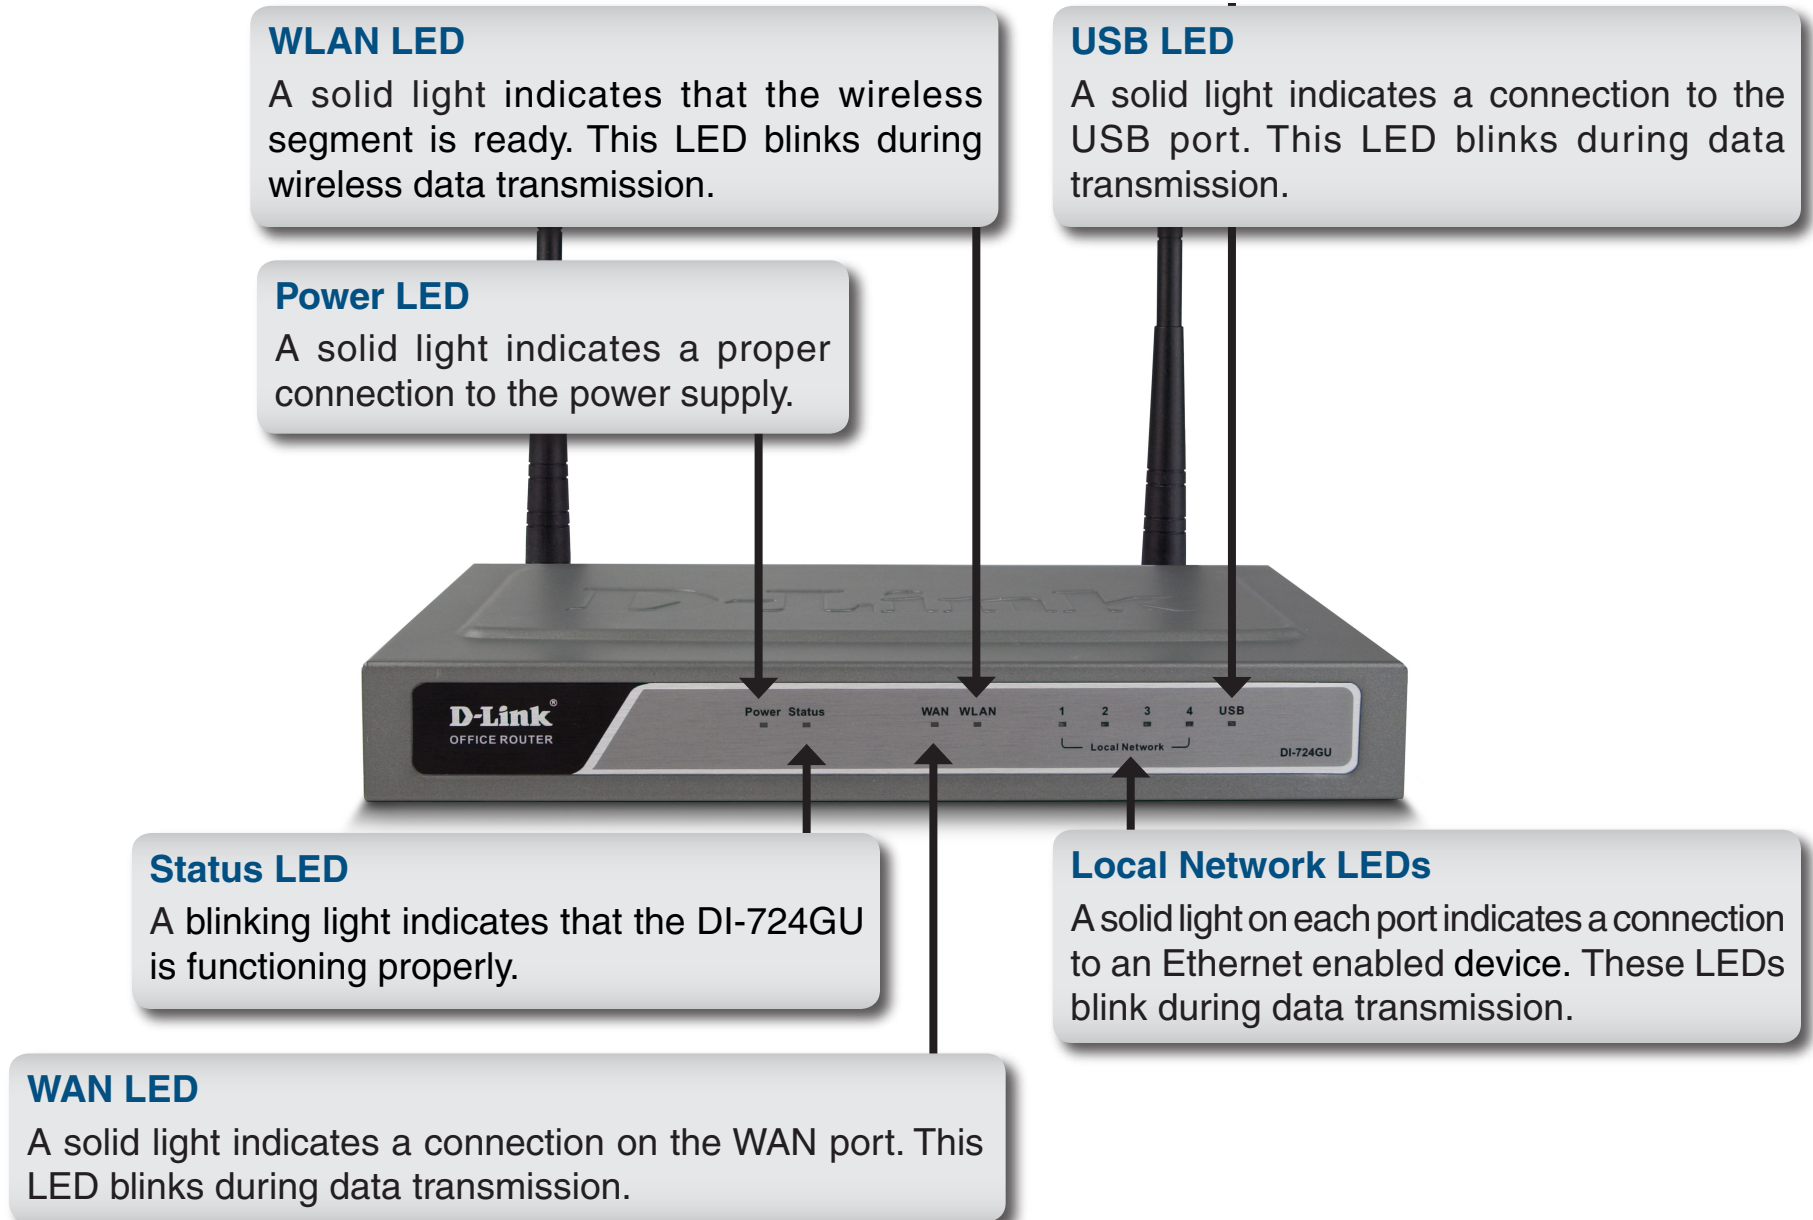 WLAN LED
A solid light indicates that the wireless
segment is ready. This LED blinks during
wireless data transmission.
USB LED
A solid light indicates a connection to the
USB port. This LED blinks during data
transmission.
Power LED
A solid light indicates a proper
connection to the power supply.
D-Link
D-Link®
OFFICE ROUTER
Power Status
WAN WLAN
1 2 3 4
Local Network
USB
DI-724GU
Status LED
A blinking light indicates that the DI-724GU
is functioning properly.
Local Network LEDs
A solid light on each port indicates a connection
to an Ethernet enabled device. These LEDs
blink during data transmission.
WAN LED
A solid light indicates a connection on the WAN port. This
LED blinks during data transmission.